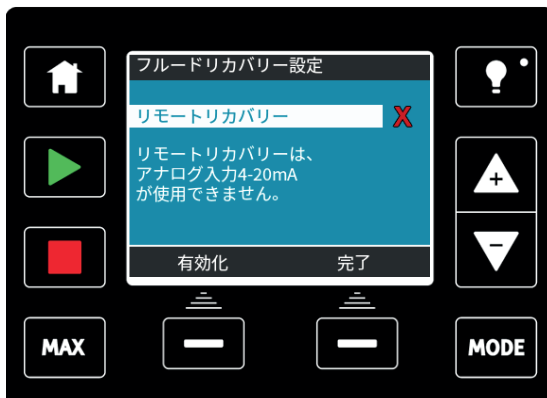 フルードリカバリー設定
リモートリカバリー X
リモートリカバリーは、
アナログ入力4-20mA
が使用できません。
有効化 完了
MAX
MODE